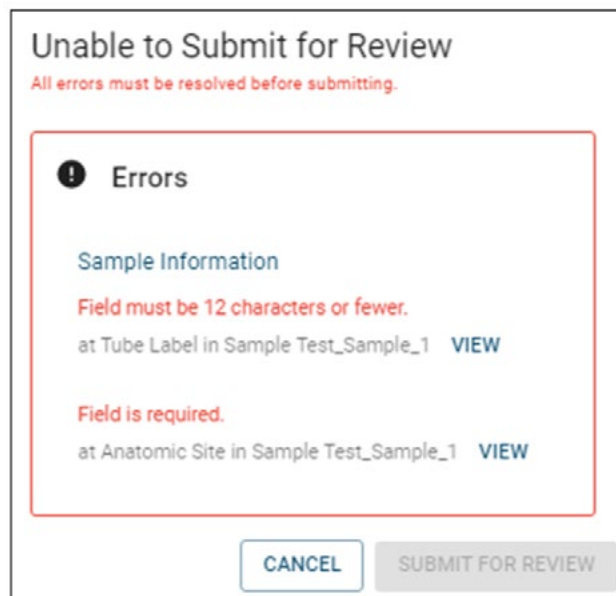 Unable to Submit for Review
All errors must be resolved before submitting.
Errors
Sample Information
Field must be 12 characters or fewer.
at Tube Label in Sample Test_Sample_1 VIEW
Field is required.
at Anatomic Site in Sample Test_Sample_1 VIEW
CANCEL SUBMIT FOR REVIEW